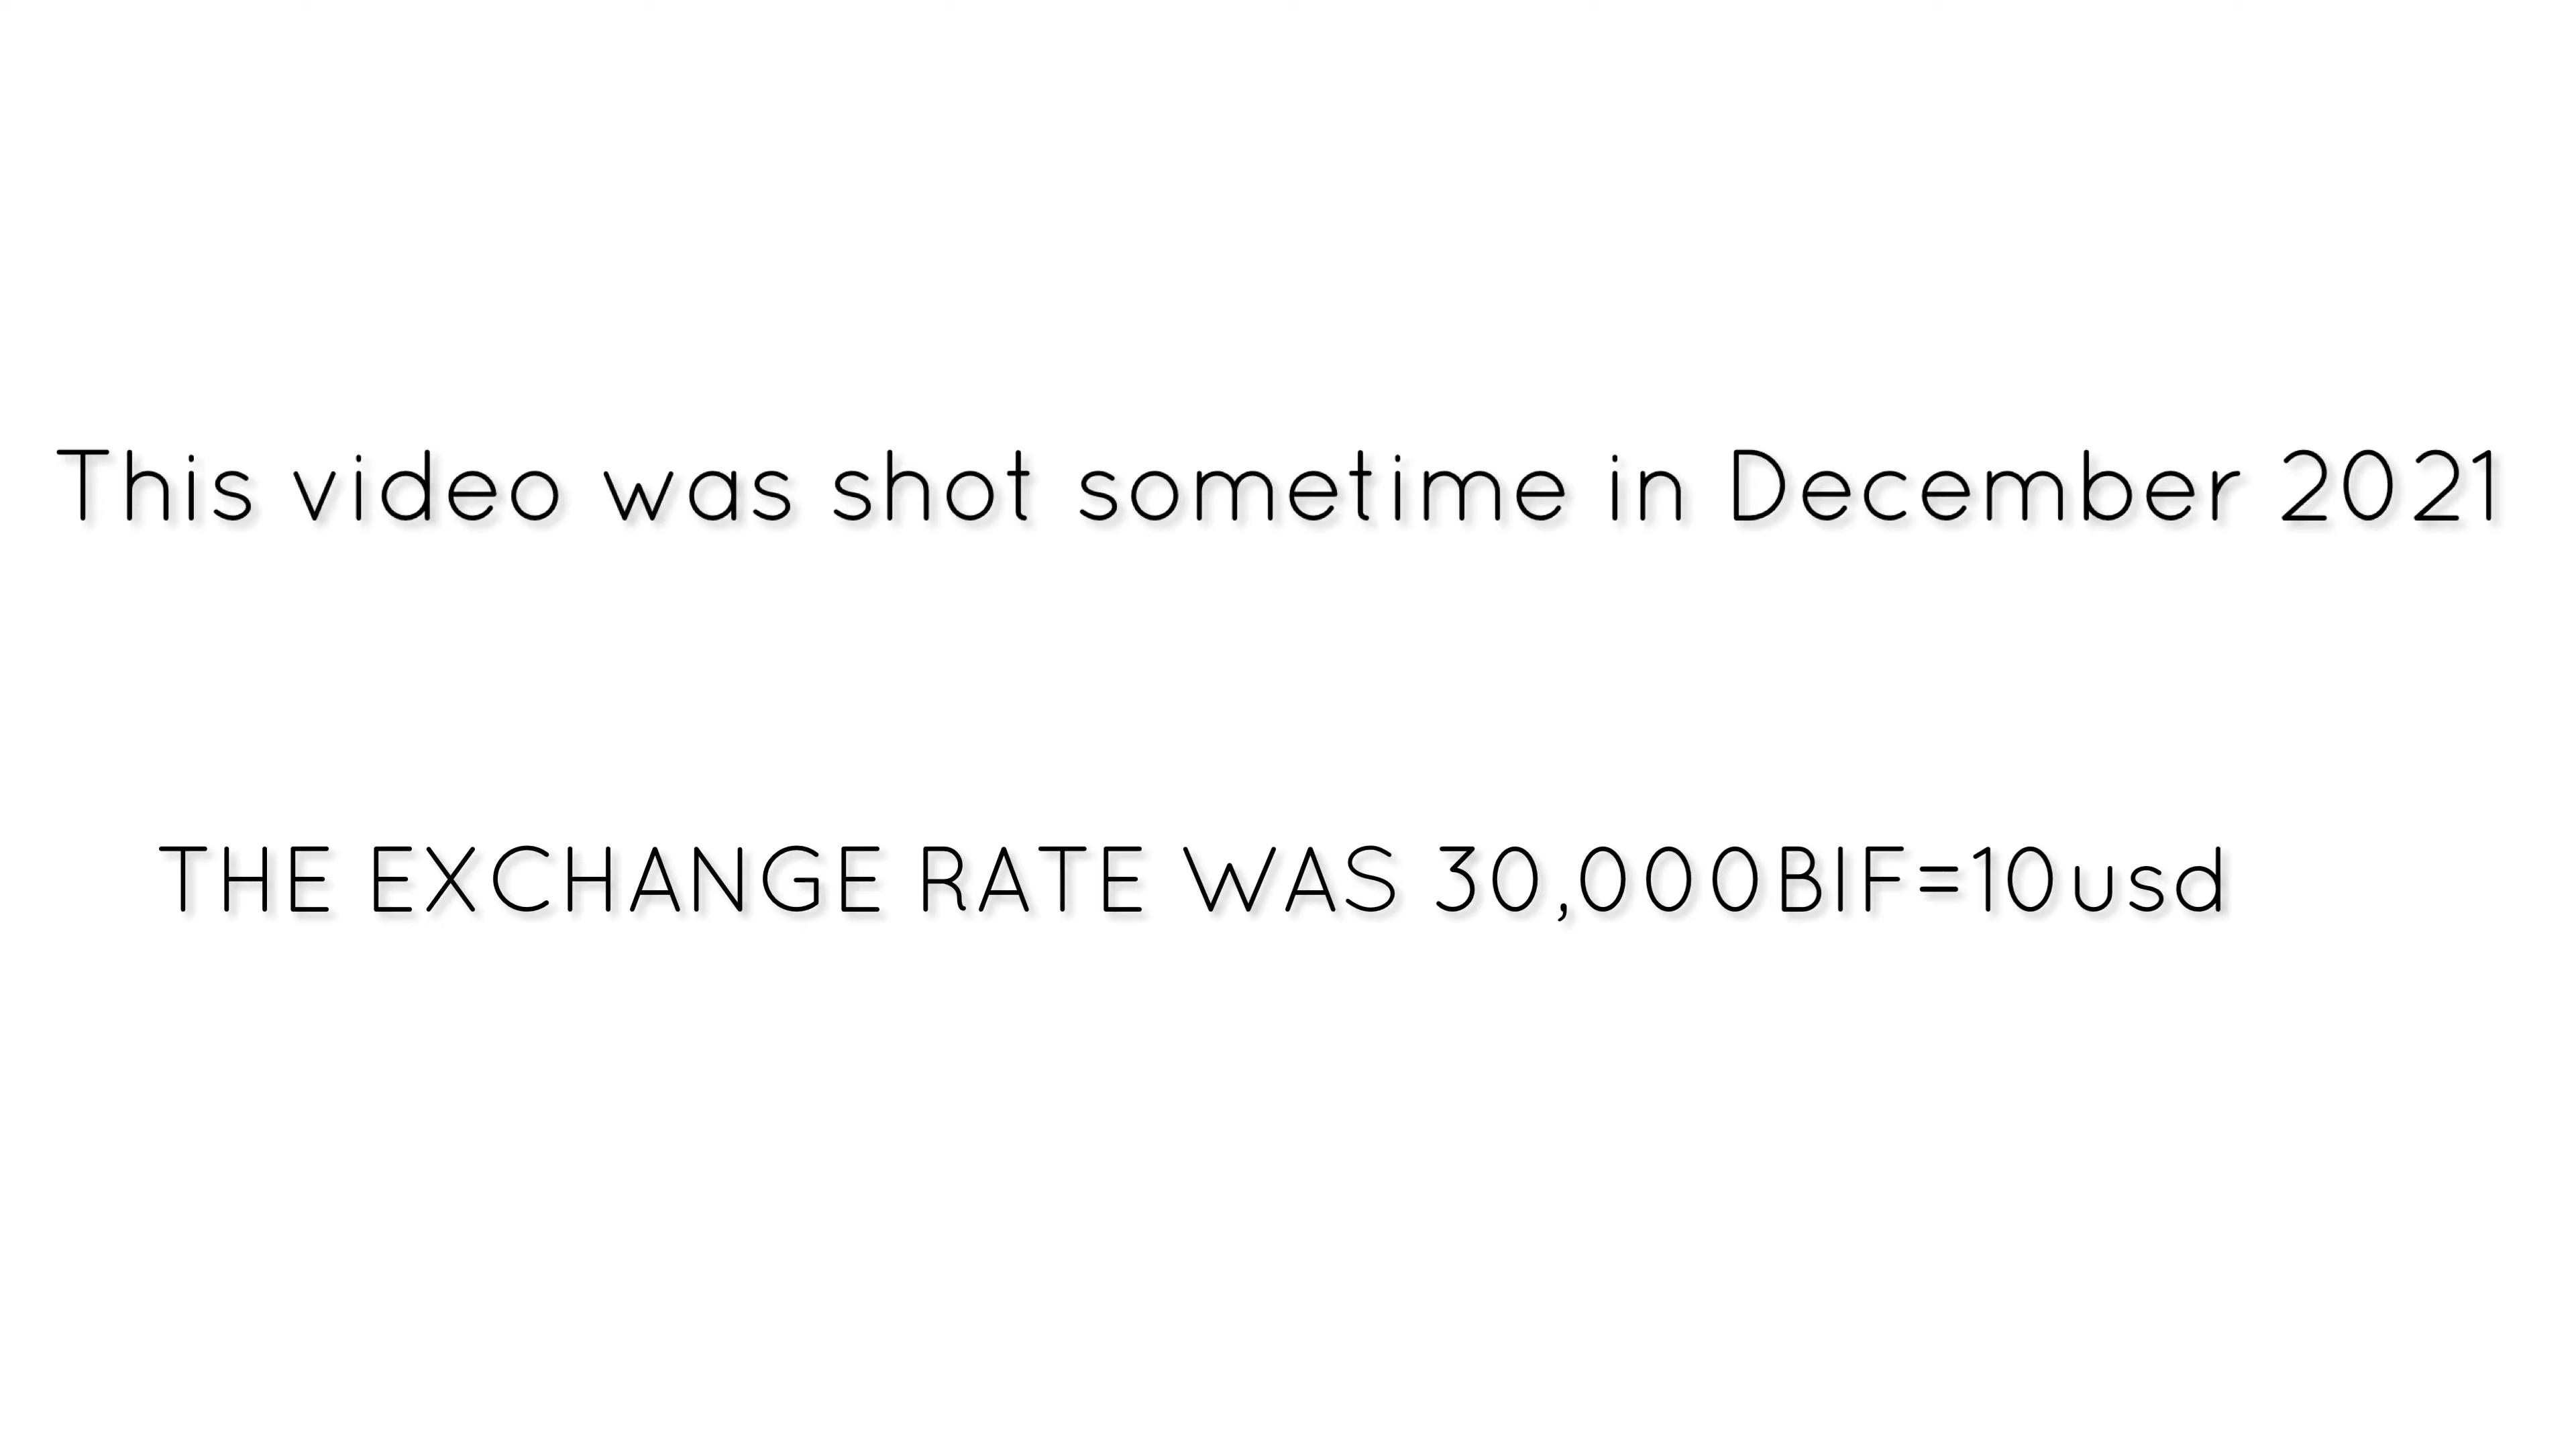 This video was shot sometime in December 2021
THE EXCHANGE RATE WAS 30,000BIF=10usd